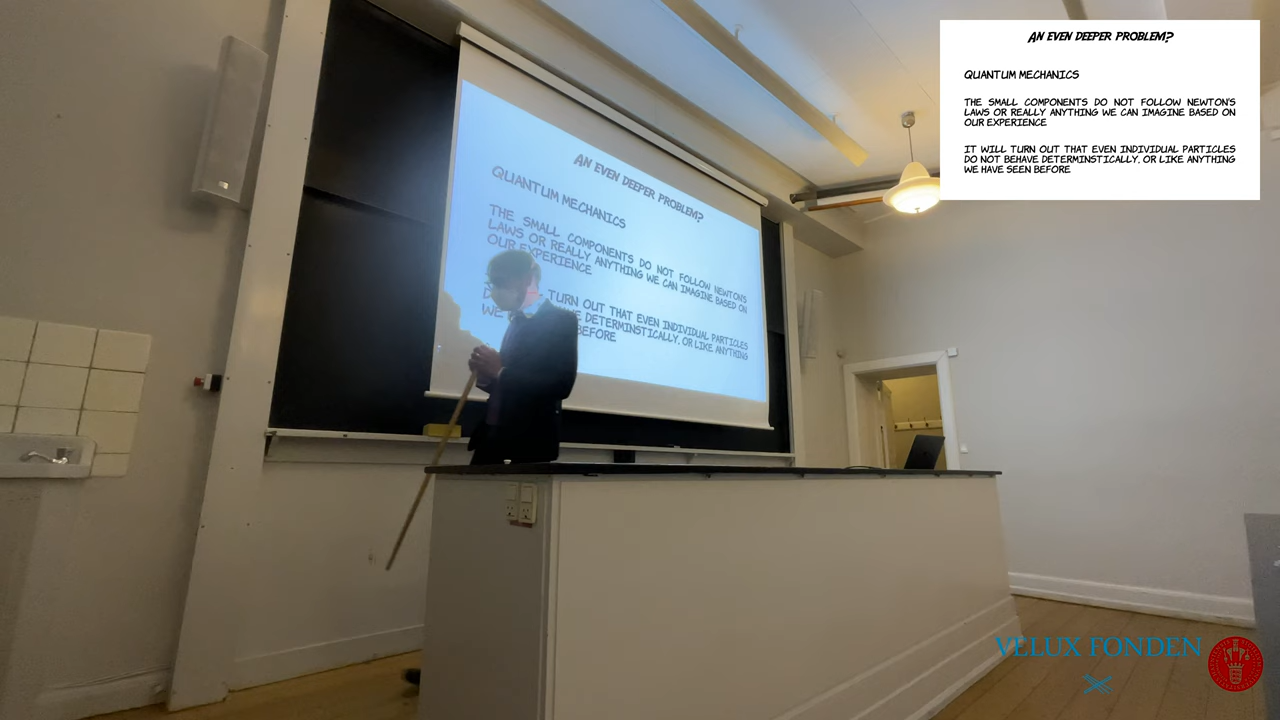 AN EVEN DEEPER PROBLEM?
QUANTUM MECHANICS
THE SMALL COMPONENTS DO NOT FOLLOW NEWTON'S
LAWS OR REALLY ANYTHING WE CAN IMAGINE BASED ON
OUR EXPERIENCE
TURN OUT THAT EVEN INDIVIDUAL PARTICLES
DETERMINSTICALLY, OR LIKE ANYTHING
WE BEFORE
AN EVEN DEEPER PROBLEM?
QUANTUM MECHANICS
THE SMALL COMPONENTS DO NOT FOLLOW NEWTON'S
LAWS OR REALLY ANYTHING WE CAN IMAGINE BASED ON
OUR EXPERIENCE
IT WILL TURN OUT THAT EVEN INDIVIDUAL PARTICLES
DO NOT BEHAVE DETERMINSTICALLY, OR LIKE ANYTHING
WE HAVE SEEN BEFORE
VELUX FONDEN